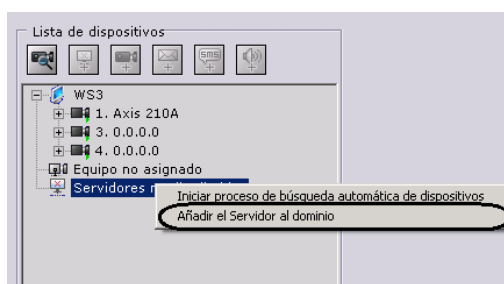 Lista de dispositivos
SMS
WS3
1. Axis 210A
3. 0.0.0.0
4. 0.0.0.0
Equipo no asignado
Servidores
Iniciar proceso de búsqueda automática de dispositivos
Añadir el Servidor al dominio